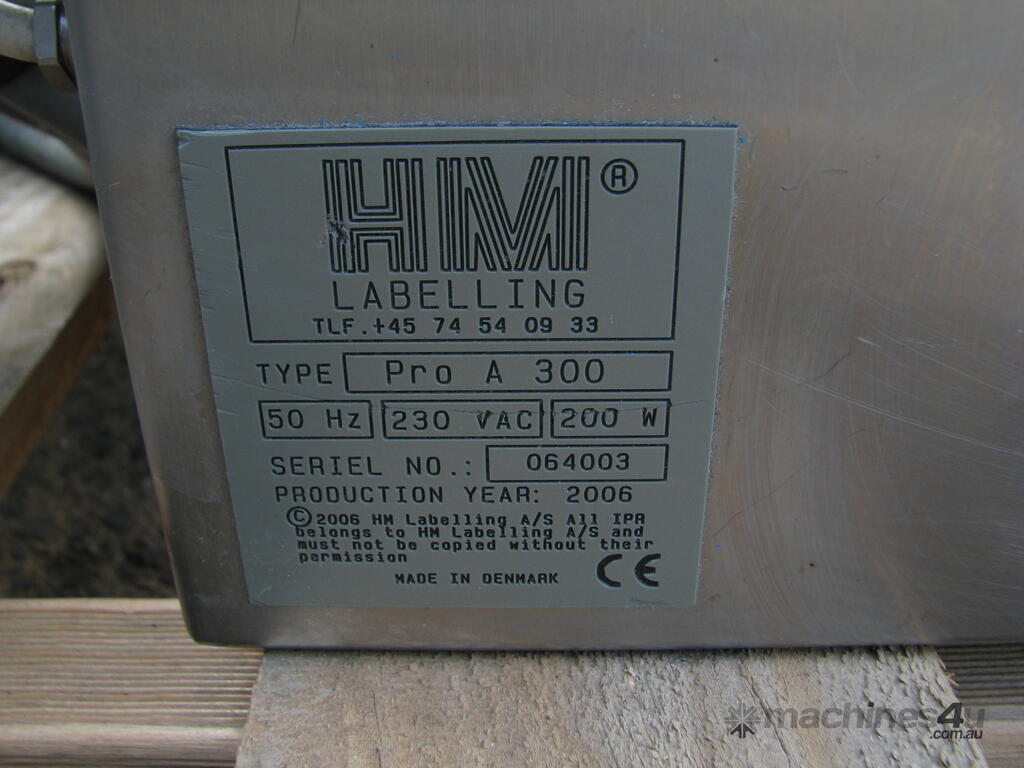 HM ®
LABELLING
TLF.+45 74 54 09 33
TYPE Pro A 300
50 Hz 230 VAC 200 W
SERIEL NO.: 064003
PRODUCTION YEAR: 2006
© 2006 HM Labelling A/S All IPR
belongs to HM Labelling A/S and
must not be copied without their
permission
MADE IN DENMARK CE
machines4u
.com.au